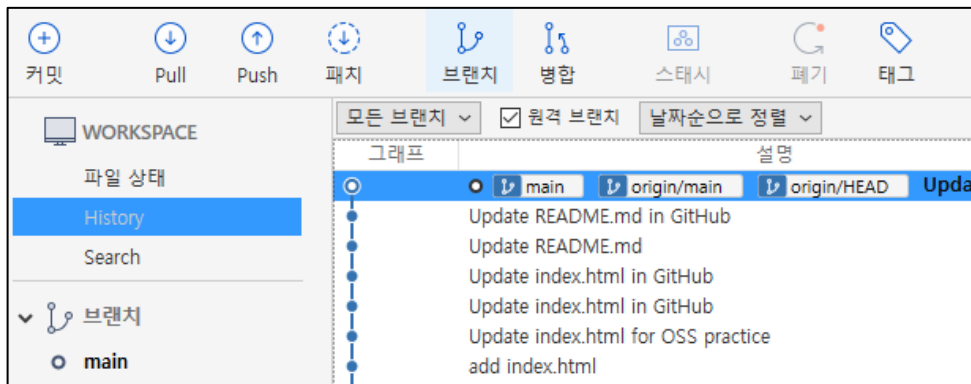 커밋 Pull Push 패치 브랜치 병합 스태시 폐기 태그
WORKSPACE
파일 상태
History
Search
브랜치
main
모든 브랜치 원격 브랜치 날짜순으로 정렬
그래프 설명
main origin/main origin/HEAD
Update README.md in GitHub
Update README.md
Update index.html in GitHub
Update index.html in GitHub
Update index.html for OSS practice
add index.html